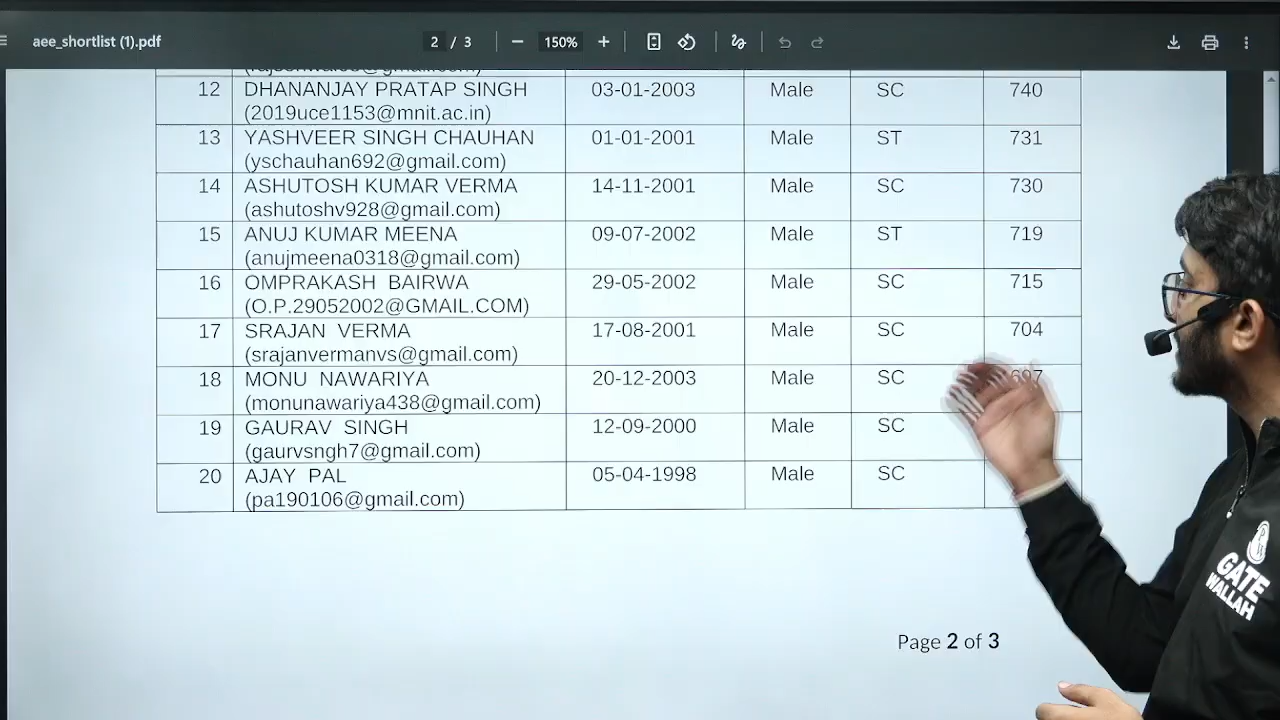 aee_shortlist (1).pdf 2 / 3 150%
12 DHANANJAY PRATAP SINGH 03-01-2003 Male SC 740
(2019uce1153@mnit.ac.in)
13 YASHVEER SINGH CHAUHAN 01-01-2001 Male ST 731
(yschauhan692@gmail.com)
14 ASHUTOSH KUMAR VERMA 14-11-2001 Male SC 730
(ashutoshv928@gmail.com)
15 ANUJ KUMAR MEENA 09-07-2002 Male ST 719
(anujmeena0318@gmail.com)
16 OMPRAKASH BAIRWA 29-05-2002 Male SC 715
(O.P.29052002@GMAIL.COM)
17 SRAJAN VERMA 17-08-2001 Male SC 704
(srajanvermanvs@gmail.com)
18 MONU NAWARIYA 20-12-2003 Male SC
(monunawariya438@gmail.com)
19 GAURAV SINGH 12-09-2000 Male SC
(gaurvsngh7@gmail.com)
20 AJAY PAL 05-04-1998 Male SC
(pa190106@gmail.com)
Page 2 of 3
GATE
WALLAH